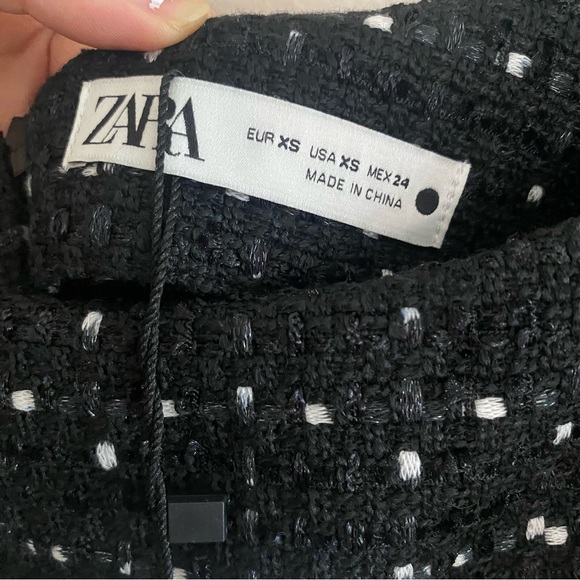 ZARA
EUR XS USA XS MEX 24
MADE IN CHINA